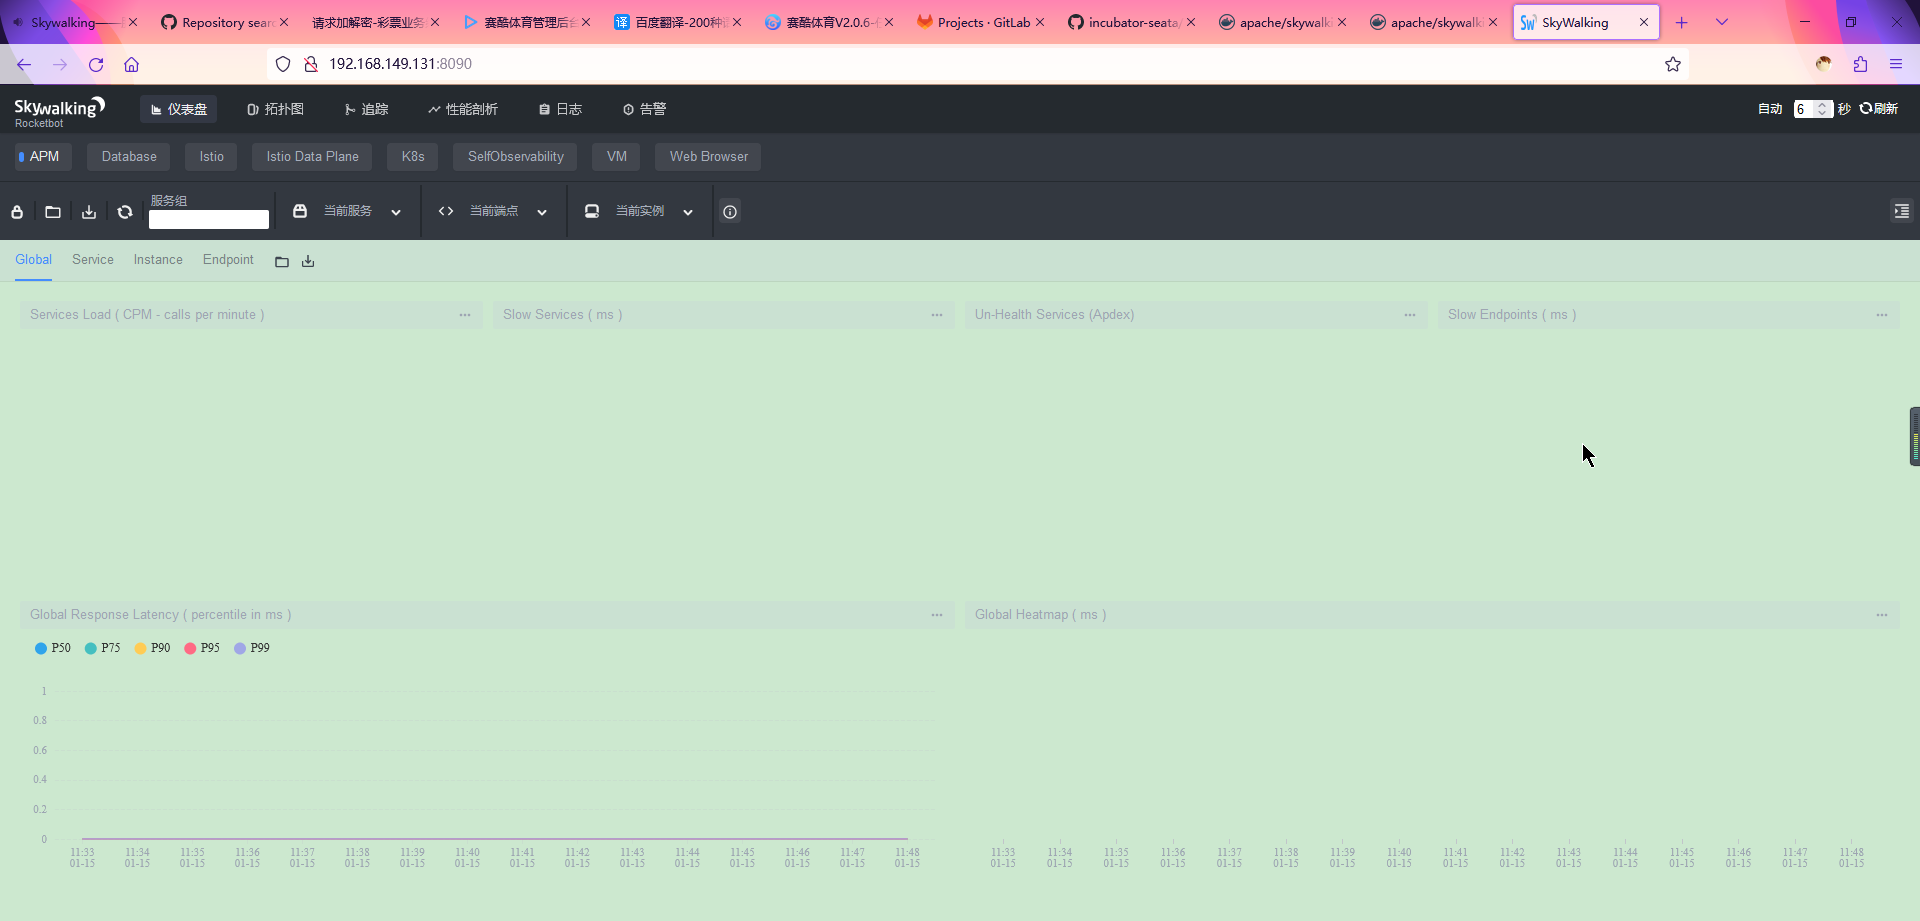 Skywalking—— Repository sear 请求加解密-彩票业务 赛酷体育管理后台 百度翻译-200种 赛酷体育V2.0.6- Projects · GitLab incubator-seata/ apache/skywalk apache/skywalk SkyWalking
192.168.149.131:8090
Skywalking
Rocketbot
仪表盘 拓扑图 追踪 性能剖析 日志 告警 自动 6 秒 刷新
APM Database Istio Istio Data Plane K8s SelfObservability VM Web Browser
服务组
当前服务 当前端点 当前实例
Global Service Instance Endpoint
Services Load ( CPM - calls per minute ) Slow Services ( ms ) Un-Health Services (Apdex) Slow Endpoints ( ms )
Global Response Latency ( percentile in ms ) Global Heatmap ( ms )
P50 P75 P90 P95 P99
1
0.8
0.6
0.4
0.2
0
11:33 11:34 11:35 11:36 11:37 11:38 11:39 11:40 11:41 11:42 11:43 11:44 11:45 11:46 11:47 11:48 11:33 11:34 11:35 11:36 11:37 11:38 11:39 11:40 11:41 11:42 11:43 11:44 11:45 11:46 11:47 11:48
01-15 01-15 01-15 01-15 01-15 01-15 01-15 01-15 01-15 01-15 01-15 01-15 01-15 01-15 01-15 01-15 01-15 01-15 01-15 01-15 01-15 01-15 01-15 01-15 01-15 01-15 01-15 01-15 01-15 01-15 01-15 01-15